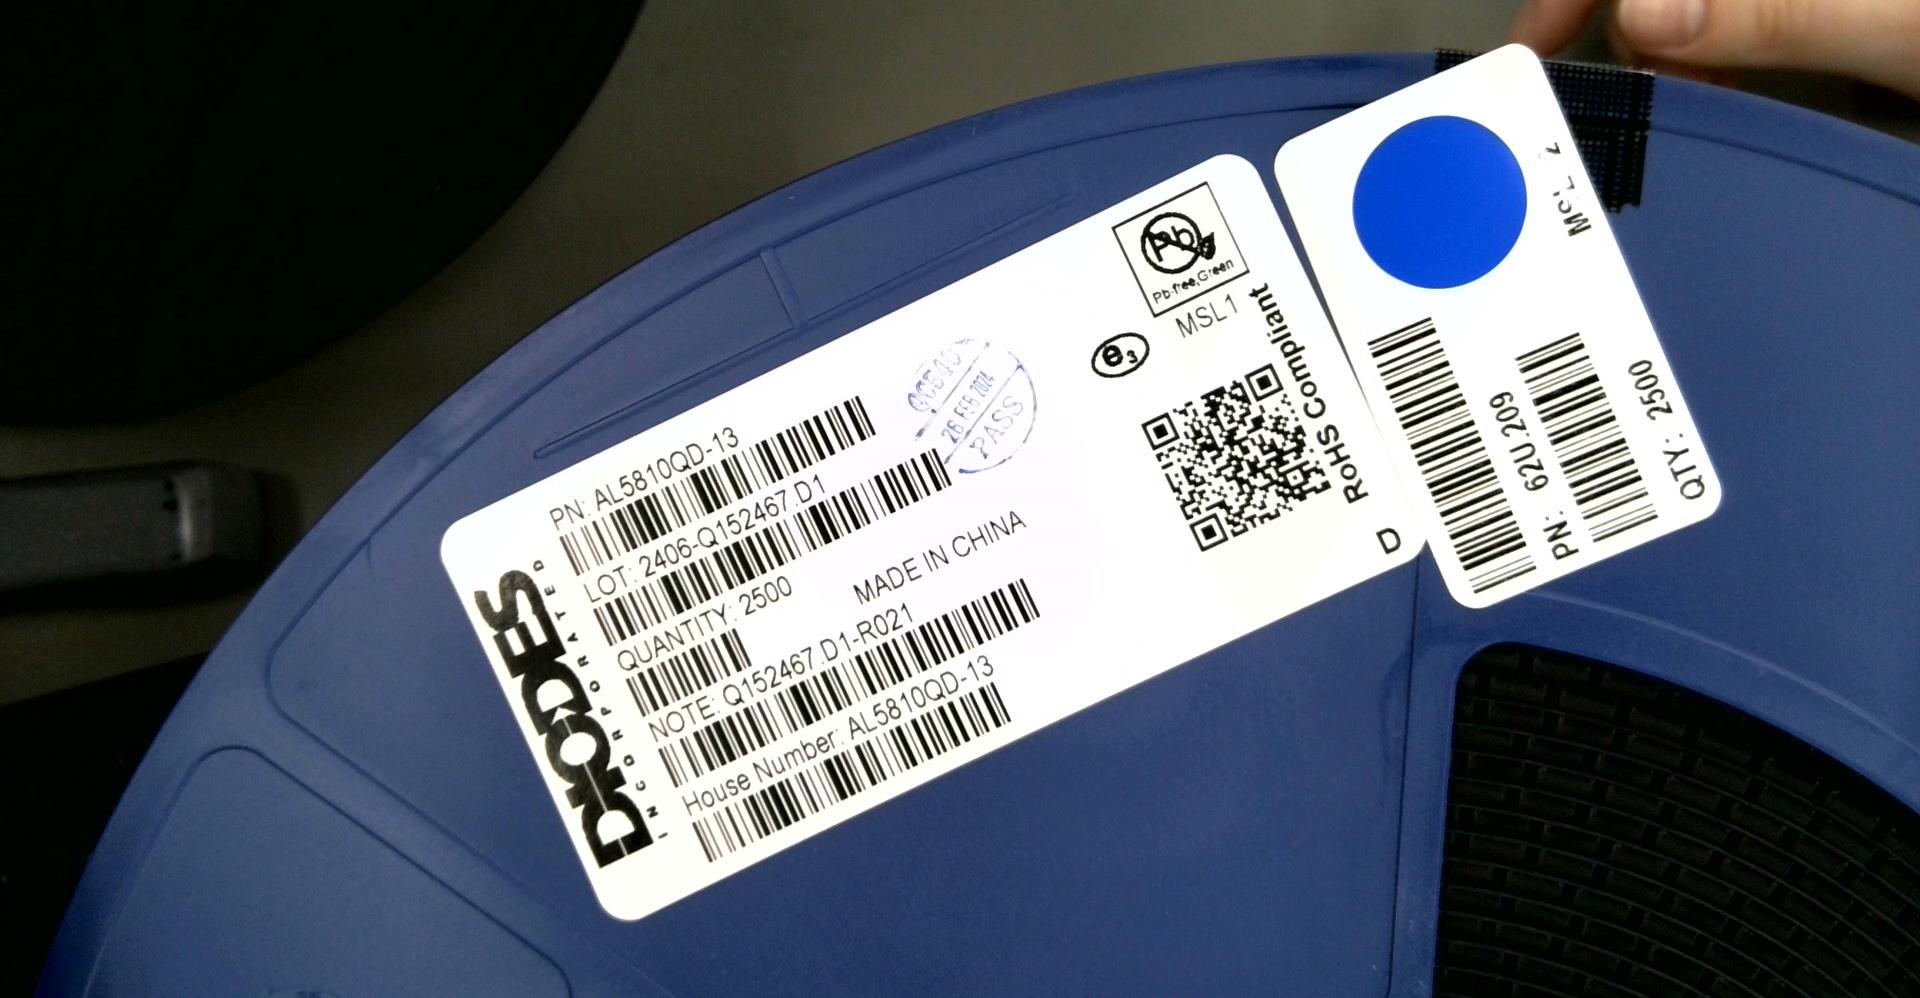 DIODES
INCORPORATED
PN: AL5810QD-13
LOT: 2406-Q152467.D1
QUANTITY: 2500
MADE IN CHINA
NOTE: Q152467.D1-R021
House Number: AL5810QD-13
26 FEB 2024
PASS
Pb
Pb-free,Green
MSL1
e3
RoHS Compliant
D
MSL
PN: 62U.209
QTY: 2500